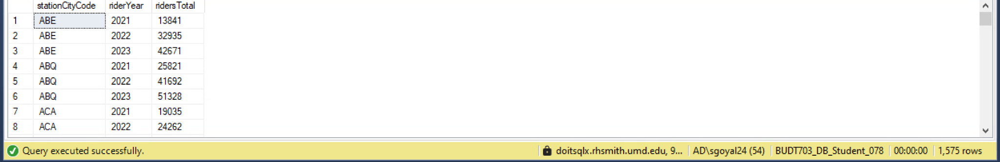 stationCityCode riderYear ridersTotal
1 ABE 2021 13841
2 ABE 2022 32935
3 ABE 2023 42671
4 ABQ 2021 25821
5 ABQ 2022 41692
6 ABQ 2023 51328
7 ACA 2021 19035
8 ACA 2022 24262
Query executed successfully. doitsqlx.rhsmith.umd.edu, 9... AD\sgoyal24 (54) BUDT703_DB_Student_078 00:00:00 1,575 rows